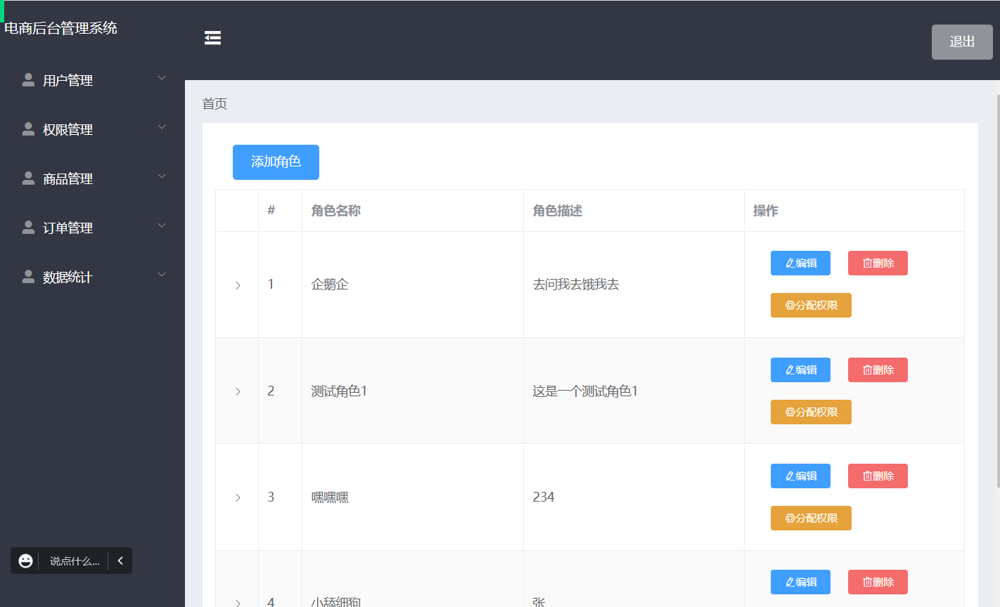 电商后台管理系统
退出
用户管理
权限管理
商品管理
订单管理
数据统计
说点什么...
首页
添加角色
# 角色名称 角色描述 操作
1 企鹅企 去问我去饿我去 编辑 删除
分配权限
2 测试角色1 这是一个测试角色1 编辑 删除
分配权限
3 嘿嘿嘿 234 编辑 删除
分配权限
4 小舔细狗 张 编辑 删除